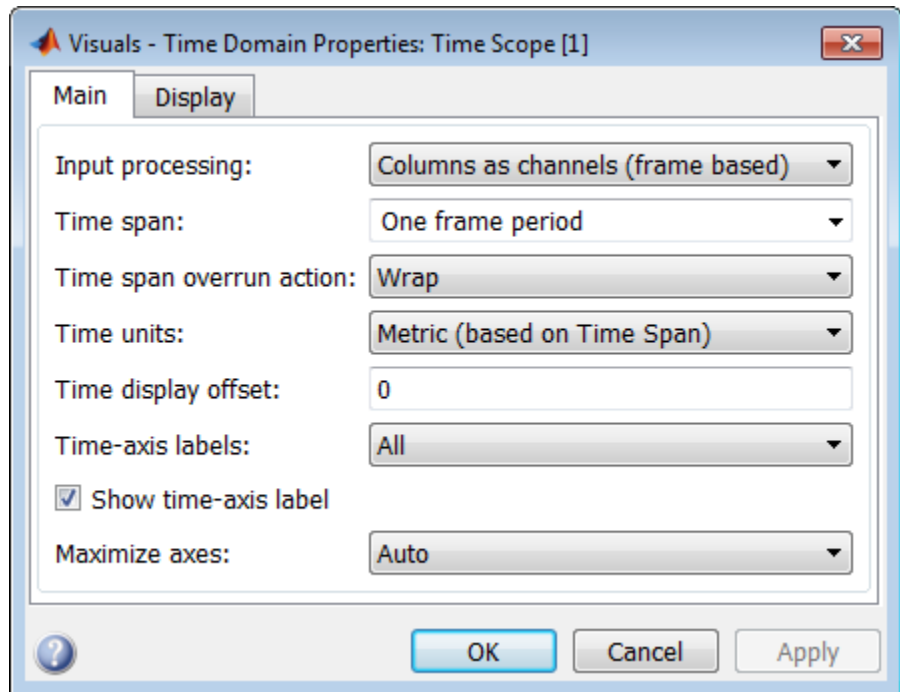 Visuals - Time Domain Properties: Time Scope [1]
Main Display
Input processing: Columns as channels (frame based)
Time span: One frame period
Time span overrun action: Wrap
Time units: Metric (based on Time Span)
Time display offset: 0
Time-axis labels: All
Show time-axis label
Maximize axes: Auto
? OK Cancel Apply